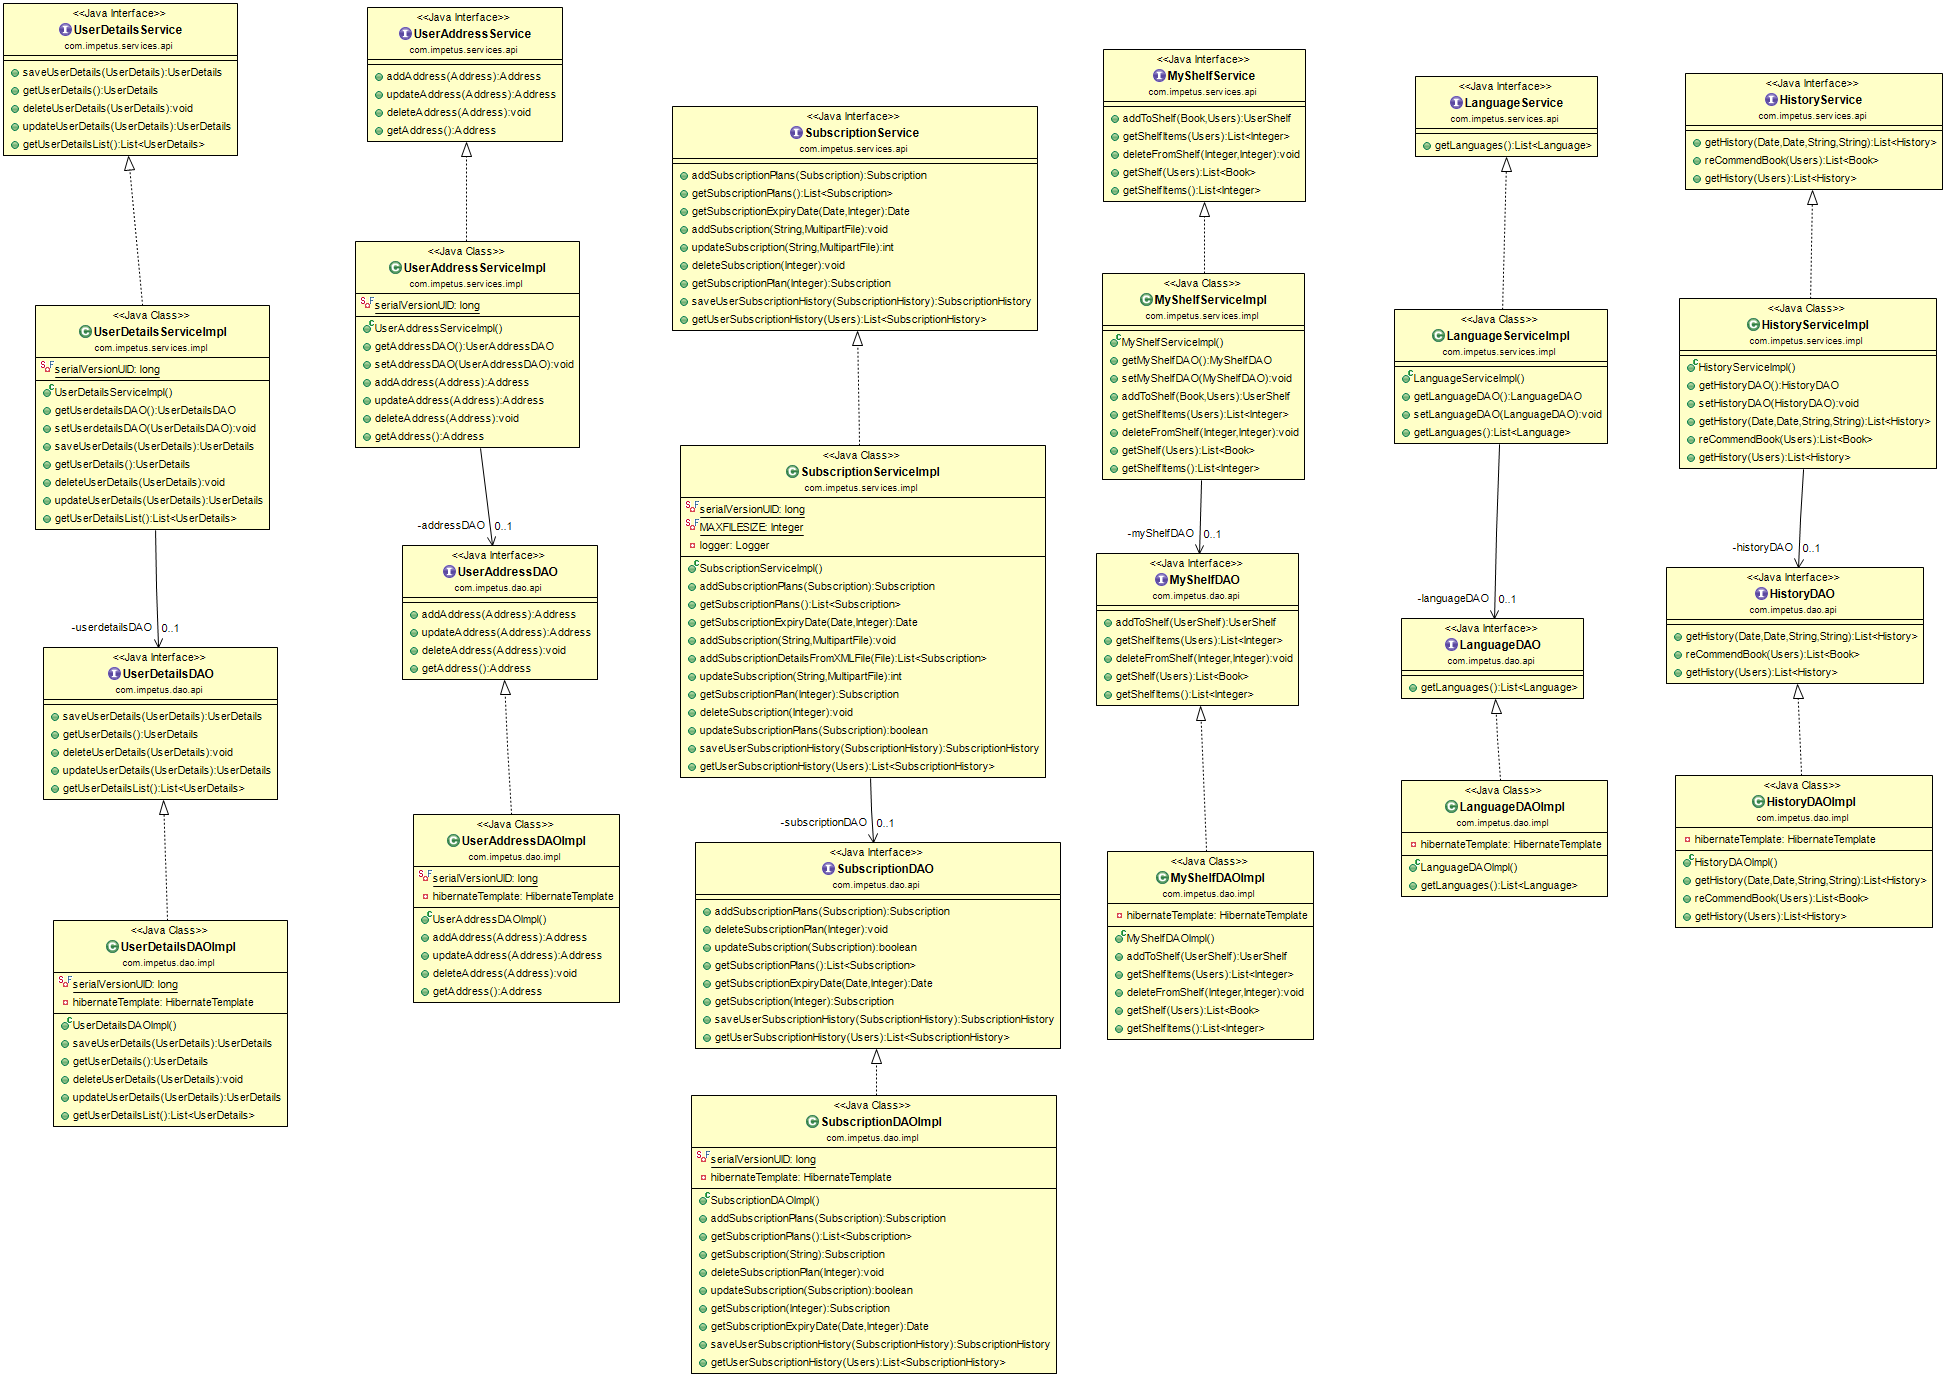 <<Java Interface>>
UserDetailsService
com.impetus.services.api
saveUserDetails(UserDetails):UserDetails
getUserDetails():UserDetails
deleteUserDetails(UserDetails):void
updateUserDetails(UserDetails):UserDetails
getUserDetailsList():List<UserDetails>
<<Java Class>>
UserDetailsServiceImpl
com.impetus.services.impl
serialVersionUID: long
UserDetailsServiceImpl()
getUserdetailsDAO():UserDetailsDAO
setUserdetailsDAO(UserDetailsDAO):void
saveUserDetails(UserDetails):UserDetails
getUserDetails():UserDetails
deleteUserDetails(UserDetails):void
updateUserDetails(UserDetails):UserDetails
getUserDetailsList():List<UserDetails>
-userdetailsDAO 0..1
<<Java Interface>>
UserDetailsDAO
com.impetus.dao.api
saveUserDetails(UserDetails):UserDetails
getUserDetails():UserDetails
deleteUserDetails(UserDetails):void
updateUserDetails(UserDetails):UserDetails
getUserDetailsList():List<UserDetails>
<<Java Class>>
UserDetailsDAOImpl
com.impetus.dao.impl
serialVersionUID: long
hibernateTemplate: HibernateTemplate
UserDetailsDAOImpl()
saveUserDetails(UserDetails):UserDetails
getUserDetails():UserDetails
deleteUserDetails(UserDetails):void
updateUserDetails(UserDetails):UserDetails
getUserDetailsList():List<UserDetails>
<<Java Interface>>
UserAddressService
com.impetus.services.api
addAddress(Address):Address
updateAddress(Address):Address
deleteAddress(Address):void
getAddress():Address
<<Java Class>>
UserAddressServiceImpl
com.impetus.services.impl
serialVersionUID: long
UserAddressServiceImpl()
getAddressDAO():UserAddressDAO
setAddressDAO(UserAddressDAO):void
addAddress(Address):Address
updateAddress(Address):Address
deleteAddress(Address):void
getAddress():Address
-addressDAO 0..1
<<Java Interface>>
UserAddressDAO
com.impetus.dao.api
addAddress(Address):Address
updateAddress(Address):Address
deleteAddress(Address):void
getAddress():Address
<<Java Class>>
UserAddressDAOImpl
com.impetus.dao.impl
serialVersionUID: long
hibernateTemplate: HibernateTemplate
UserAddressDAOImpl()
addAddress(Address):Address
updateAddress(Address):Address
deleteAddress(Address):void
getAddress():Address
<<Java Interface>>
SubscriptionService
com.impetus.services.api
addSubscriptionPlans(Subscription):Subscription
getSubscriptionPlans():List<Subscription>
getSubscriptionExpiryDate(Date,Integer):Date
addSubscription(String,MultipartFile):void
updateSubscription(String,MultipartFile):int
deleteSubscription(Integer):void
getSubscriptionPlan(Integer):Subscription
saveUserSubscriptionHistory(SubscriptionHistory):SubscriptionHistory
getUserSubscriptionHistory(Users):List<SubscriptionHistory>
<<Java Class>>
SubscriptionServiceImpl
com.impetus.services.impl
serialVersionUID: long
MAXFILESIZE: Integer
logger: Logger
SubscriptionServiceImpl()
addSubscriptionPlans(Subscription):Subscription
getSubscriptionPlans():List<Subscription>
getSubscriptionExpiryDate(Date,Integer):Date
addSubscription(String,MultipartFile):void
addSubscriptionDetailsFromXMLFile(File):List<Subscription>
updateSubscription(String,MultipartFile):int
getSubscriptionPlan(Integer):Subscription
deleteSubscription(Integer):void
updateSubscriptionPlans(Subscription):boolean
saveUserSubscriptionHistory(SubscriptionHistory):SubscriptionHistory
getUserSubscriptionHistory(Users):List<SubscriptionHistory>
-subscriptionDAO 0..1
<<Java Interface>>
SubscriptionDAO
com.impetus.dao.api
addSubscriptionPlans(Subscription):Subscription
deleteSubscriptionPlan(Integer):void
updateSubscription(Subscription):boolean
getSubscriptionPlans():List<Subscription>
getSubscriptionExpiryDate(Date,Integer):Date
getSubscription(Integer):Subscription
saveUserSubscriptionHistory(SubscriptionHistory):SubscriptionHistory
getUserSubscriptionHistory(Users):List<SubscriptionHistory>
<<Java Class>>
SubscriptionDAOImpl
com.impetus.dao.impl
serialVersionUID: long
hibernateTemplate: HibernateTemplate
SubscriptionDAOImpl()
addSubscriptionPlans(Subscription):Subscription
getSubscriptionPlans():List<Subscription>
getSubscription(String):Subscription
deleteSubscriptionPlan(Integer):void
updateSubscription(Subscription):boolean
getSubscription(Integer):Subscription
getSubscriptionExpiryDate(Date,Integer):Date
saveUserSubscriptionHistory(SubscriptionHistory):SubscriptionHistory
getUserSubscriptionHistory(Users):List<SubscriptionHistory>
<<Java Interface>>
MyShelfService
com.impetus.services.api
addToShelf(Book,Users):UserShelf
getShelfItems(Users):List<Integer>
deleteFromShelf(Integer,Integer):void
getShelf(Users):List<Book>
getShelfItems():List<Integer>
<<Java Class>>
MyShelfServiceImpl
com.impetus.services.impl
MyShelfServiceImpl()
getMyShelfDAO():MyShelfDAO
setMyShelfDAO(MyShelfDAO):void
addToShelf(Book,Users):UserShelf
getShelfItems(Users):List<Integer>
deleteFromShelf(Integer,Integer):void
getShelf(Users):List<Book>
getShelfItems():List<Integer>
-myShelfDAO 0..1
<<Java Interface>>
MyShelfDAO
com.impetus.dao.api
addToShelf(UserShelf):UserShelf
getShelfItems(Users):List<Integer>
deleteFromShelf(Integer,Integer):void
getShelf(Users):List<Book>
getShelfItems():List<Integer>
<<Java Class>>
MyShelfDAOImpl
com.impetus.dao.impl
hibernateTemplate: HibernateTemplate
MyShelfDAOImpl()
addToShelf(UserShelf):UserShelf
getShelfItems(Users):List<Integer>
deleteFromShelf(Integer,Integer):void
getShelf(Users):List<Book>
getShelfItems():List<Integer>
<<Java Interface>>
LanguageService
com.impetus.services.api
getLanguages():List<Language>
<<Java Class>>
LanguageServiceImpl
com.impetus.services.impl
LanguageServiceImpl()
getLanguageDAO():LanguageDAO
setLanguageDAO(LanguageDAO):void
getLanguages():List<Language>
-languageDAO 0..1
<<Java Interface>>
LanguageDAO
com.impetus.dao.api
getLanguages():List<Language>
<<Java Class>>
LanguageDAOImpl
com.impetus.dao.impl
hibernateTemplate: HibernateTemplate
LanguageDAOImpl()
getLanguages():List<Language>
<<Java Interface>>
HistoryService
com.impetus.services.api
getHistory(Date,Date,String,String):List<History>
reCommendBook(Users):List<Book>
getHistory(Users):List<History>
<<Java Class>>
HistoryServiceImpl
com.impetus.services.impl
HistoryServiceImpl()
getHistoryDAO():HistoryDAO
setHistoryDAO(HistoryDAO):void
getHistory(Date,Date,String,String):List<History>
reCommendBook(Users):List<Book>
getHistory(Users):List<History>
-historyDAO 0..1
<<Java Interface>>
HistoryDAO
com.impetus.dao.api
getHistory(Date,Date,String,String):List<History>
reCommendBook(Users):List<Book>
getHistory(Users):List<History>
<<Java Class>>
HistoryDAOImpl
com.impetus.dao.impl
hibernateTemplate: HibernateTemplate
HistoryDAOImpl()
getHistory(Date,Date,String,String):List<History>
reCommendBook(Users):List<Book>
getHistory(Users):List<History>